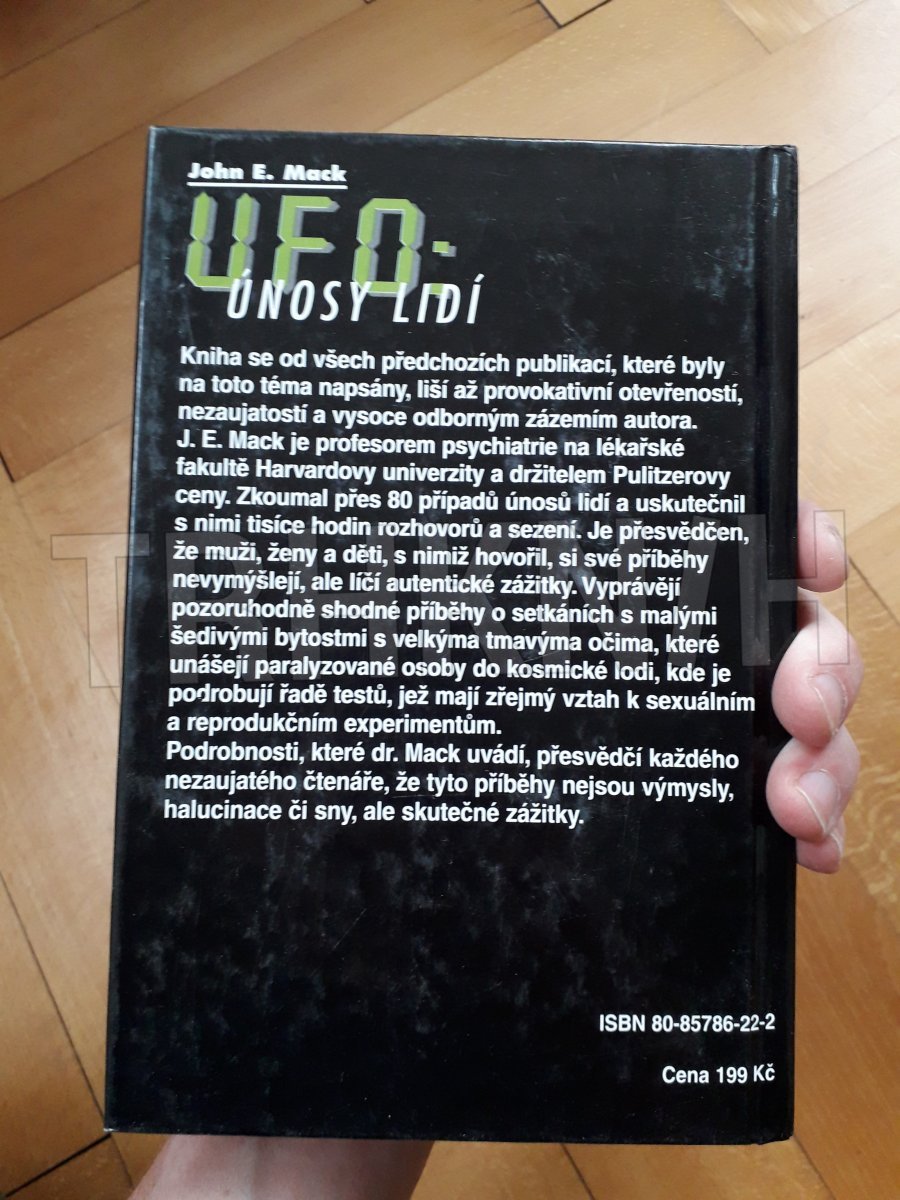 John E. Mack
UFO:
ÚNOSY LIDÍ
Kniha se od všech předchozích publikací, které byly
na toto téma napsány, liší až provokativní otevřeností,
nezaujatostí a vysoce odborným zázemím autora.
J. E. Mack je profesorem psychiatrie na lékařské
fakultě Harvardovy univerzity a držitelem Pulitzerovy
ceny. Zkoumal přes 80 případů únosů lidí a uskutečnil
s nimi tisíce hodin rozhovorů a sezení. Je přesvědčen,
že muži, ženy a děti, s nimiž hovořil, si své příběhy
nevymýšlejí, ale líčí autentické zážitky. Vyprávějí
pozoruhodně shodné příběhy o setkáních s malými
šedivými bytostmi s velkýma tmavýma očima, které
unášejí paralyzované osoby do kosmické lodi, kde je
podrobují řadě testů, jež mají zřejmý vztah k sexuálním
a reprodukčním experimentům.
Podrobnosti, které dr. Mack uvádí, přesvědčí každého
nezaujatého čtenáře, že tyto příběhy nejsou výmysly,
halucinace či sny, ale skutečné zážitky.
ISBN 80-85786-22-2
Cena 199 Kč